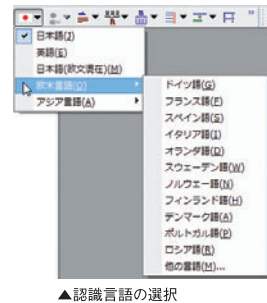 日本語(J)
英語(E)
日本語(欧文混在)(M)
欧米言語(O)
アジア言語(A)
ドイツ語(G)
フランス語(F)
スペイン語(S)
イタリア語(I)
オランダ語(D)
スウェーデン語(W)
ノルウェー語(N)
フィンランド語(H)
デンマーク語(A)
ポルトガル語(P)
ロシア語(R)
他の言語(M)...
▲認識言語の選択